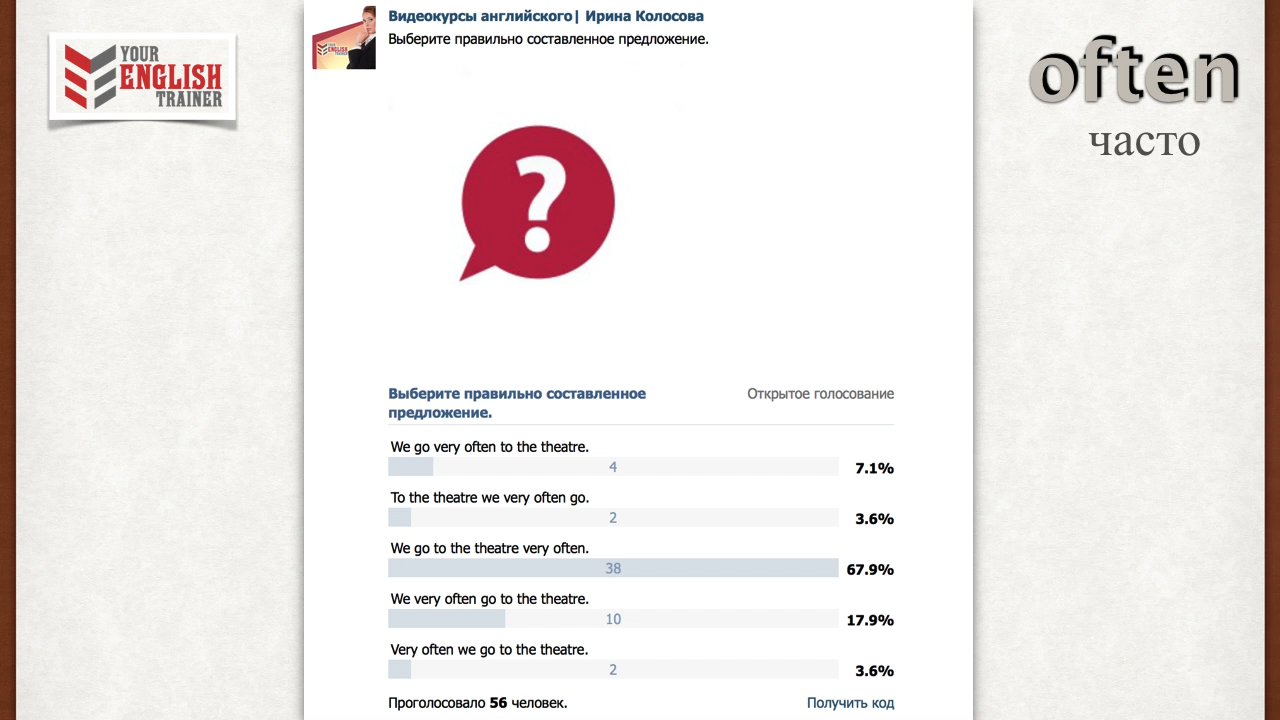 YOUR
ENGLISH
TRAINER
Видеокурсы английского| Ирина Колосова
Выберите правильно составленное предложение.
often
часто
?
Выберите правильно составленное
предложение.
Открытое голосование
We go very often to the theatre.
4
7.1%
To the theatre we very often go.
2
3.6%
We go to the theatre very often.
38
67.9%
We very often go to the theatre.
10
17.9%
Very often we go to the theatre.
2
3.6%
Проголосовало 56 человек.
Получить код